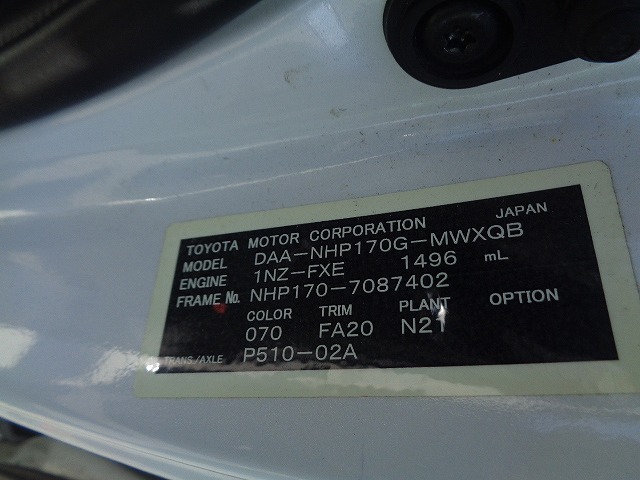 TOYOTA MOTOR CORPORATION JAPAN
MODEL DAA-NHP170G-MWXQB
ENGINE 1NZ-FXE 1496 mL
FRAME No. NHP170-7087402
COLOR TRIM PLANT OPTION
070 FA20 N21
TRANS./AXLE P510-02A